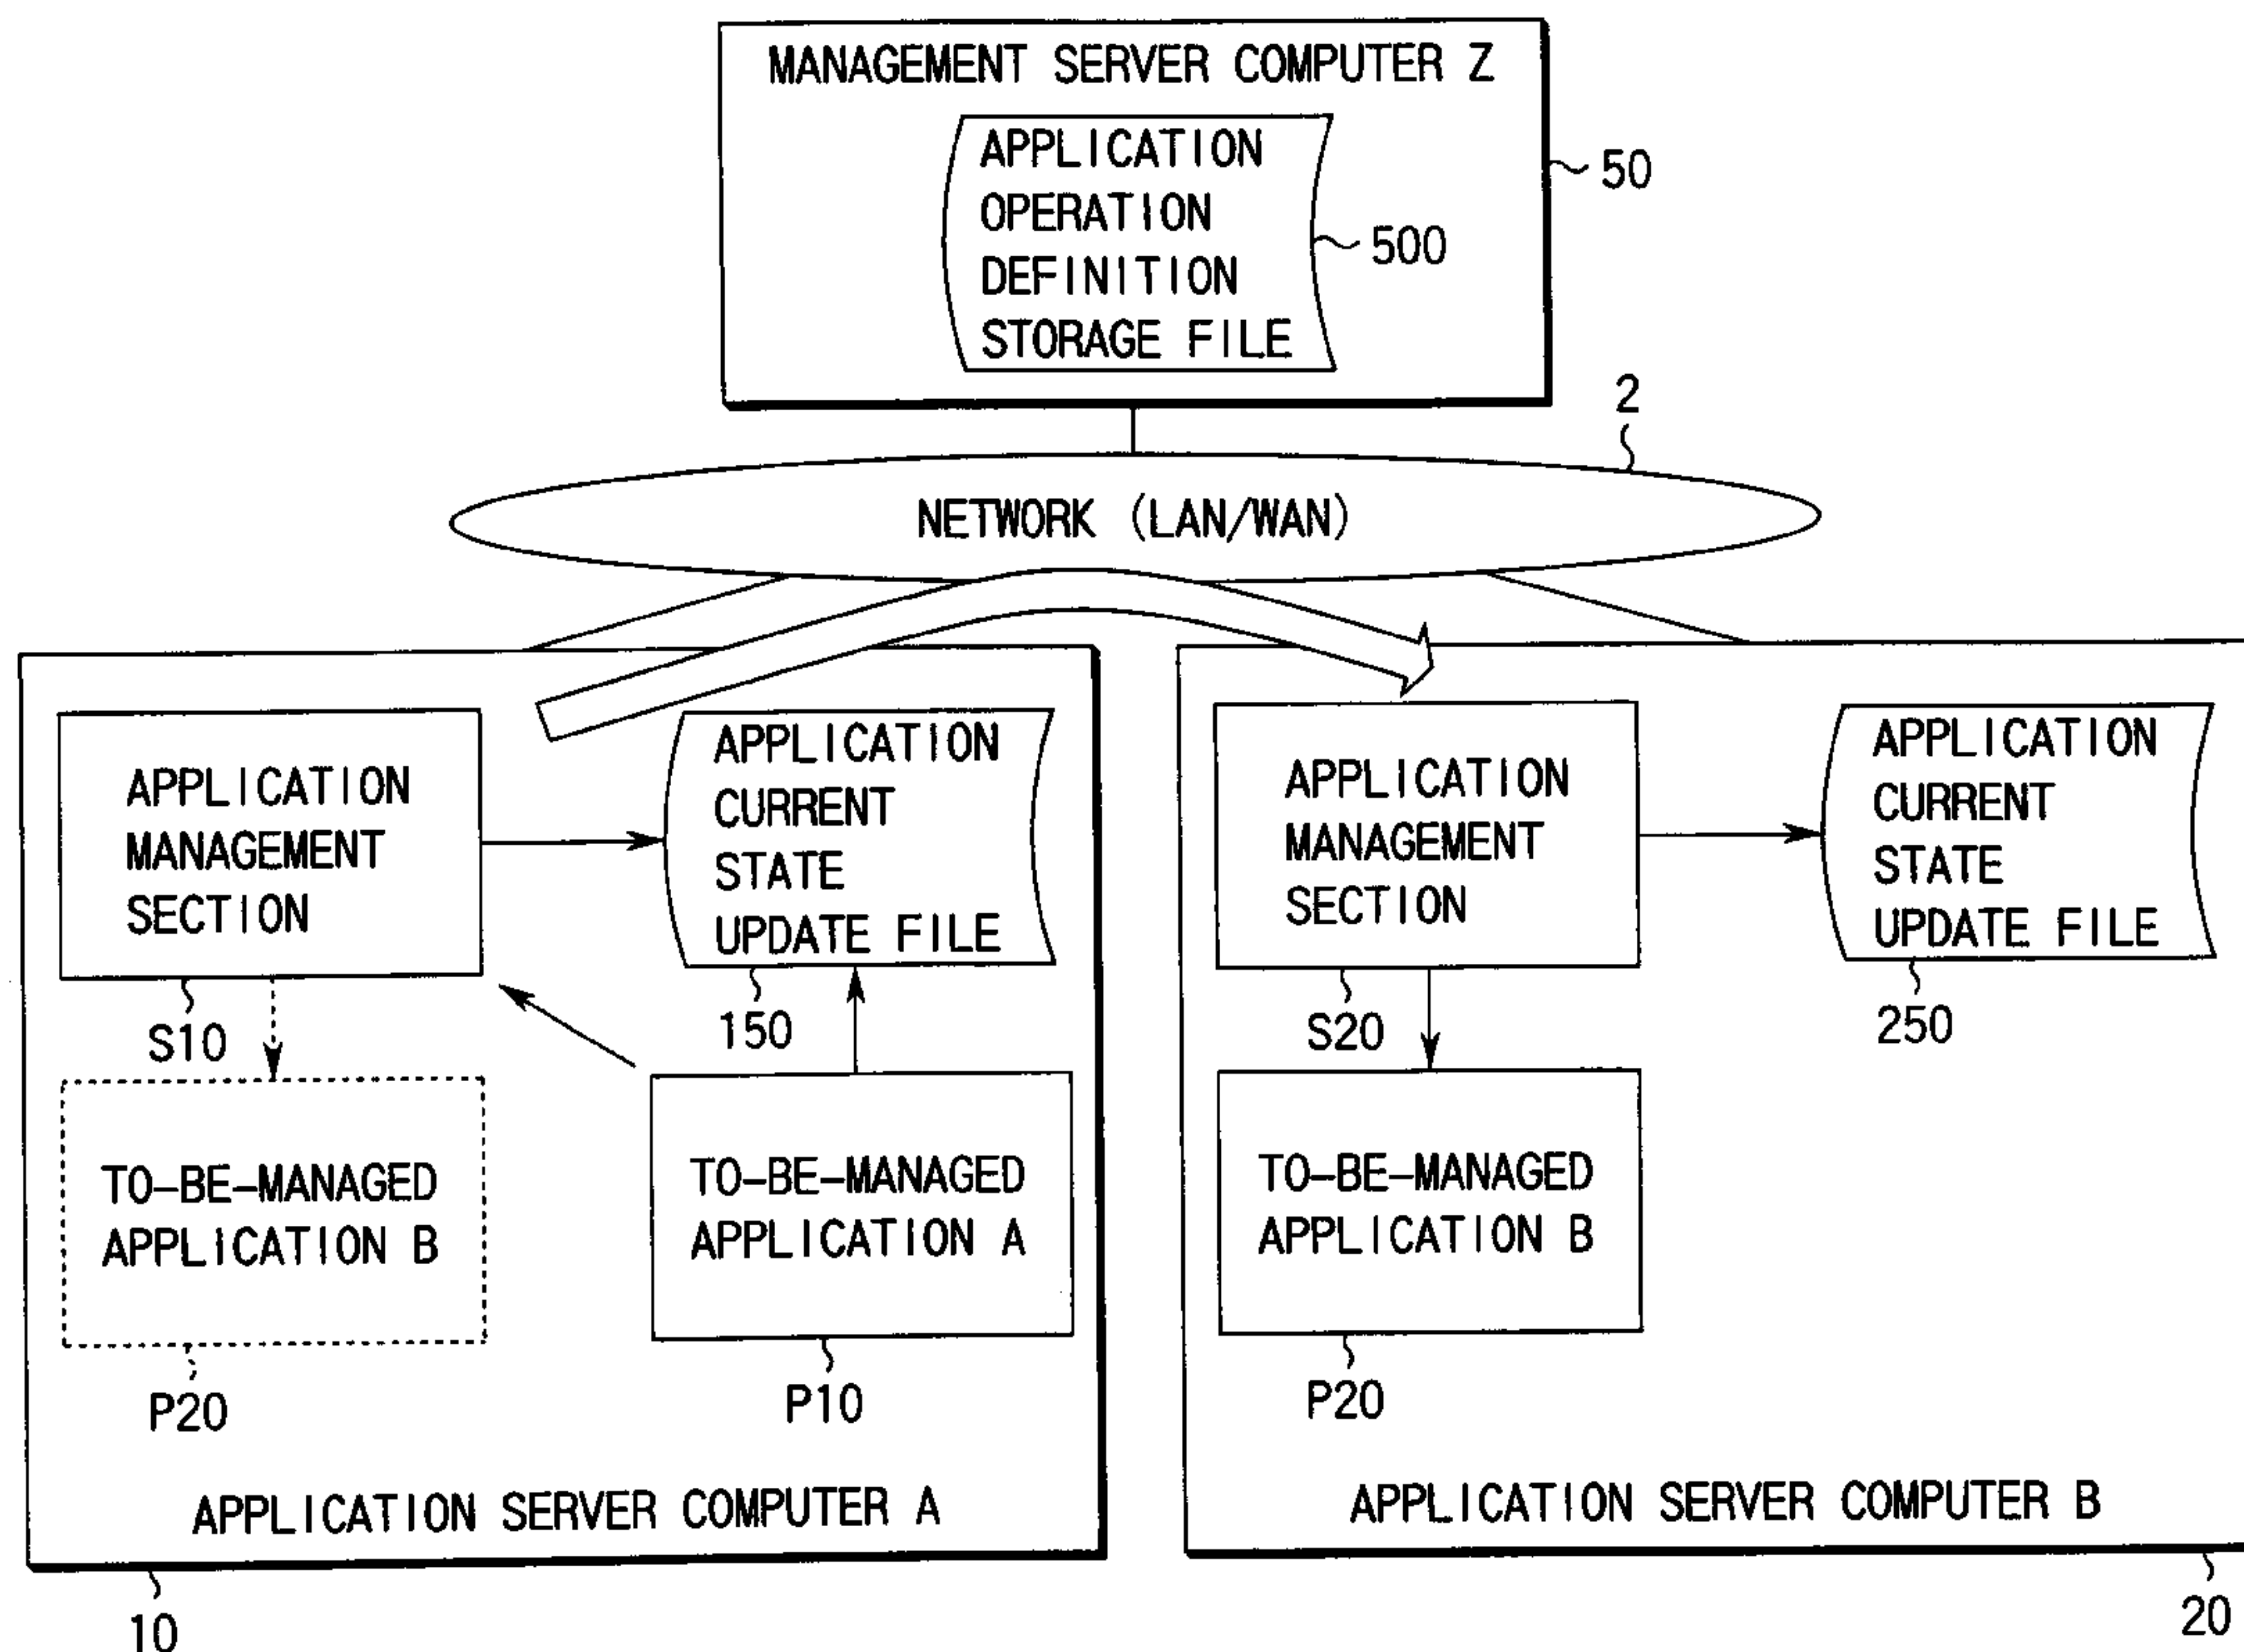 MANAGEMENT SERVER COMPUTER Z
APPLICATION
OPERATION
DEFINITION
STORAGE FILE
50
500
2
NETWORK (LAN/WAN)
APPLICATION
MANAGEMENT
SECTION
S10
APPLICATION
CURRENT
STATE
UPDATE FILE
150
TO-BE-MANAGED
APPLICATION B
P20
TO-BE-MANAGED
APPLICATION A
P10
APPLICATION SERVER COMPUTER A
10
APPLICATION
MANAGEMENT
SECTION
S20
APPLICATION
CURRENT
STATE
UPDATE FILE
250
TO-BE-MANAGED
APPLICATION B
P20
APPLICATION SERVER COMPUTER B
20